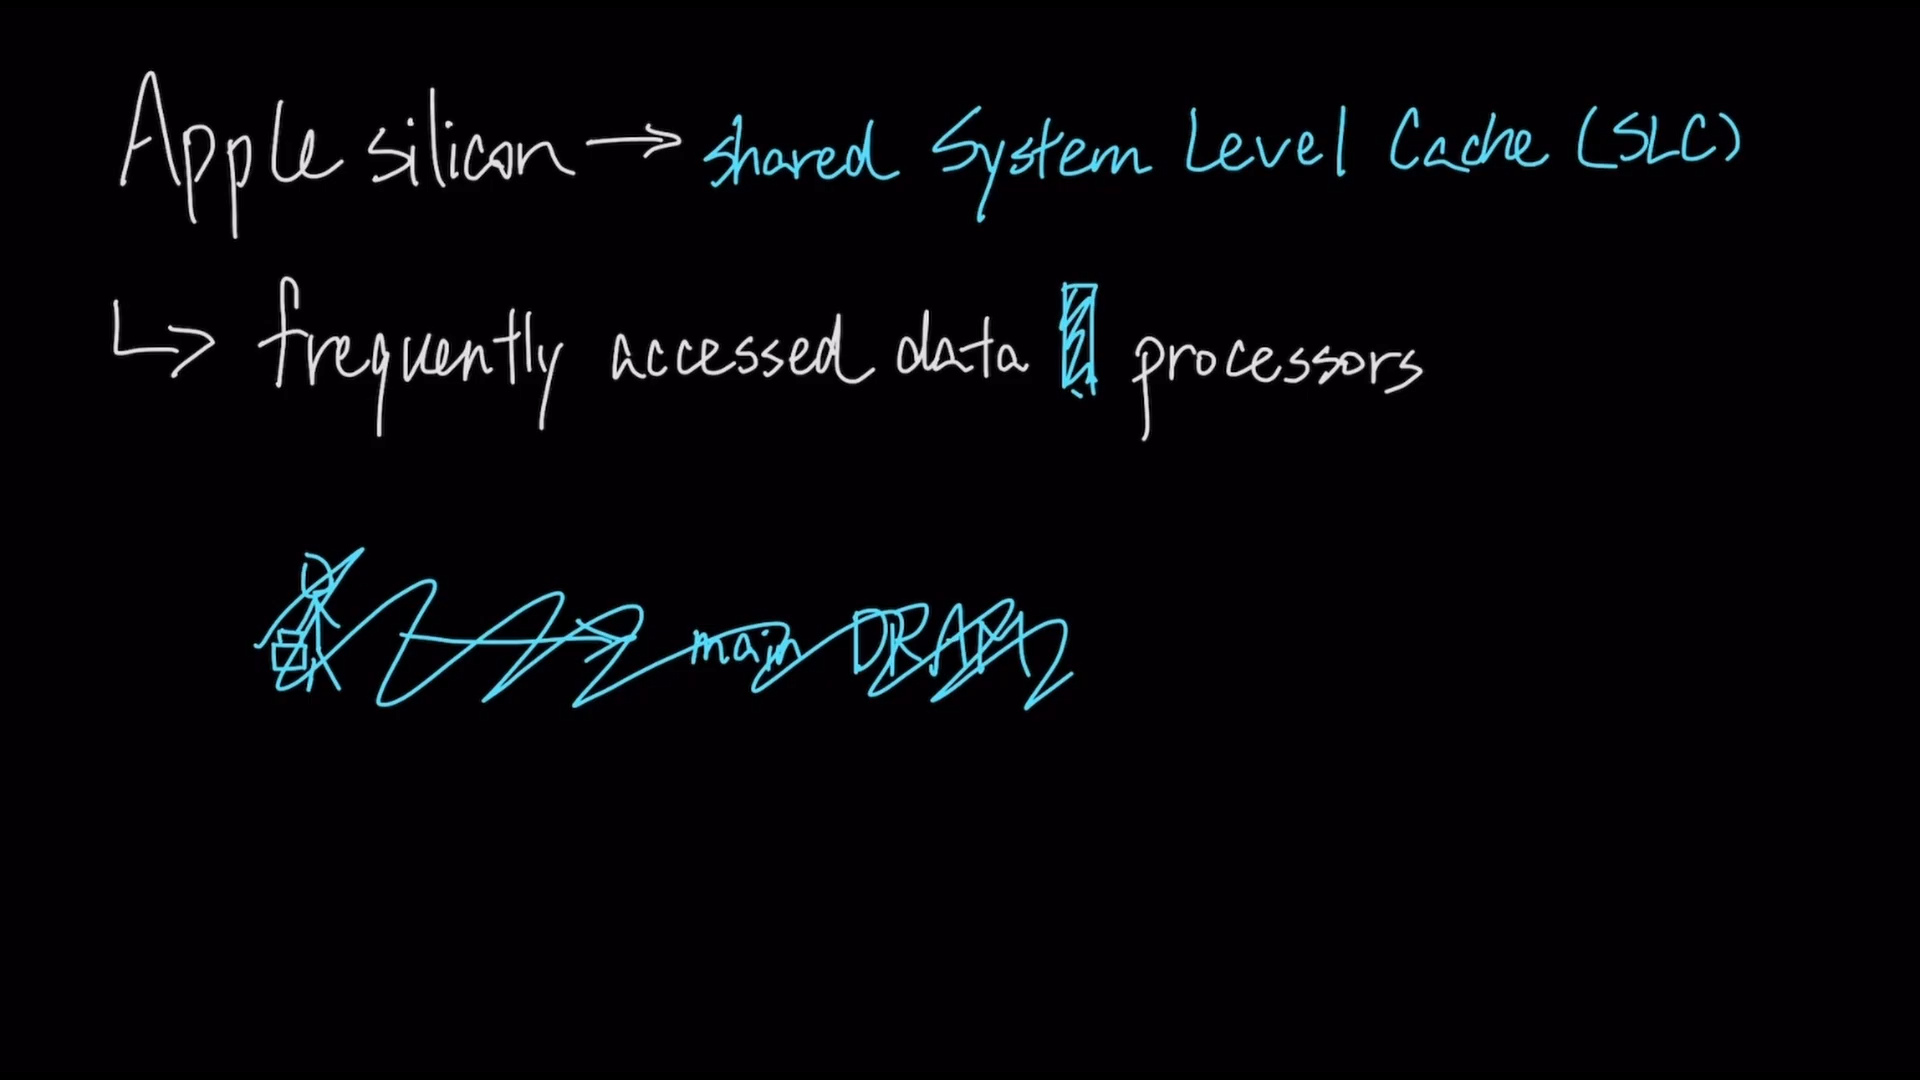 Apple silicon → shared System Level Cache (SLC)
↳ frequently accessed data processors
main DRAM